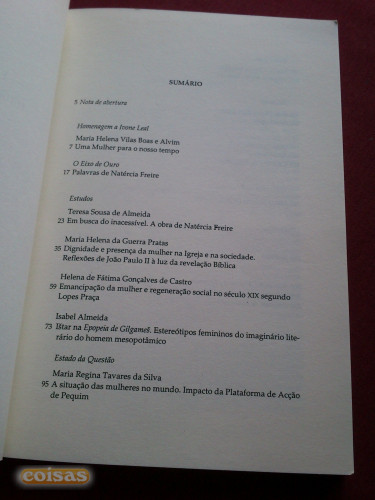 SUMÁRIO
5 Nota de abertura
Homenagem a Ivone Leal
Maria Helena Vilas Boas e Alvim
7 Uma Mulher para o nosso tempo
O Eixo de Ouro
17 Palavras de Natércia Freire
Estudos
Teresa Sousa de Almeida
23 Em busca do inacessível. A obra de Natércia Freire
Maria Helena da Guerra Pratas
35 Dignidade e presença da mulher na Igreja e na sociedade.
Reflexões de João Paulo II à luz da revelação Bíblica
Helena de Fátima Gonçalves de Castro
59 Emancipação da mulher e regeneração social no século XIX segundo
Lopes Praça
Isabel Almeida
73 Ištar na Epopeia de Gilgameš. Estereótipos femininos do imaginário lite-
rário do homem mesopotâmico
Estado da Questão
Maria Regina Tavares da Silva
95 A situação das mulheres no mundo. Impacto da Plataforma de Acção
de Pequim
coisas